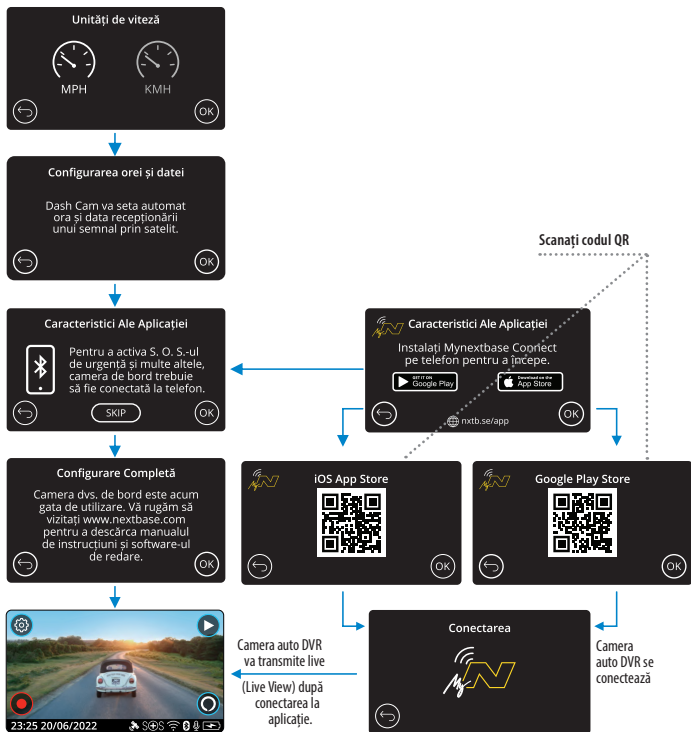 Unități de viteză
MPH
KMH
OK
Configurarea orei și datei
Dash Cam va seta automat
ora și data recepționării
unui semnal prin satelit.
OK
Scanați codul QR
Caracteristici Ale Aplicației
Pentru a activa S. O. S.-ul
de urgență și multe altele,
camera de bord trebuie
să fie conectată la telefon.
SKIP
OK
My
Caracteristici Ale Aplicației
Instalați Mynextbase Connect
pe telefon pentru a începe.
GET IT ON
Google Play
Download on the
App Store
nxtb.se/app
OK
Configurare Completă
Camera dvs. de bord este acum
gata de utilizare. Vă rugăm să
vizitați www.nextbase.com
pentru a descărca manualul
de instrucțiuni și software-ul
de redare.
OK
My
iOS App Store
OK
My
Google Play Store
OK
23:25 20/06/2022
SOS
Camera auto DVR
va transmite live
(Live View) după
conectarea la
aplicație.
Conectarea
My
Camera
auto DVR se
conectează